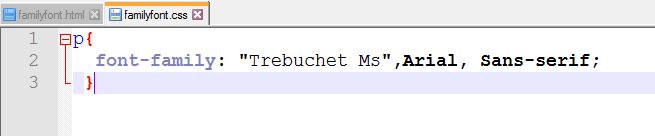 familyfont.html familyfont.css
1 p{
2 font-family: "Trebuchet Ms",Arial, Sans-serif;
3 }